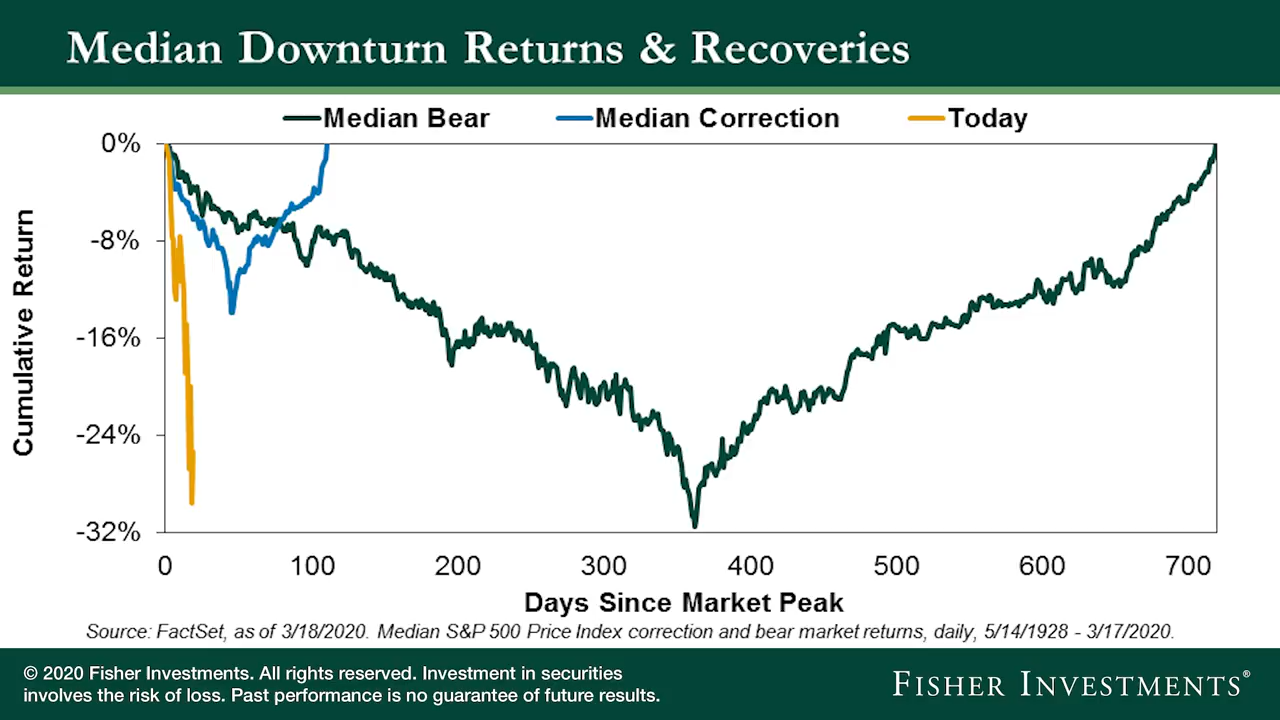 Median Downturn Returns & Recoveries
Median Bear
Median Correction
Today
Cumulative Return
0%
-8%
-16%
-24%
-32%
0 100 200 300 400 500 600 700
Days Since Market Peak
Source: FactSet, as of 3/18/2020. Median S&P 500 Price Index correction and bear market returns, daily, 5/14/1928 - 3/17/2020.
© 2020 Fisher Investments. All rights reserved. Investment in securities
involves the risk of loss. Past performance is no guarantee of future results.
FISHER INVESTMENTS®